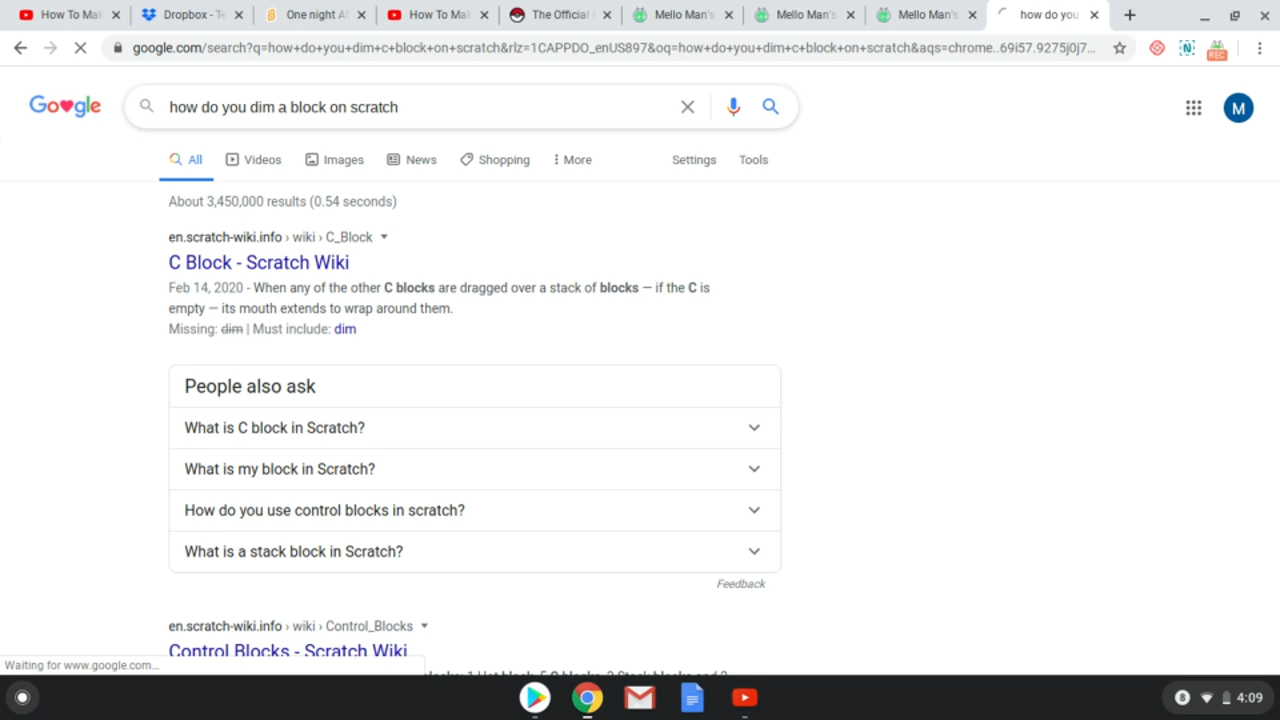 How To Mak
Dropbox - Te
One night A
How To Mak
The Official
Mello Man's
Mello Man's
Mello Man's
how do you
google.com/search?q=how+do+you+dim+c+block+on+scratch&rlz=1CAPPDO_enUS897&oq=how+do+you+dim+c+block+on+scratch&aqs=chrome..69i57.9275j0j7...
REC
Google
how do you dim a block on scratch
M
All Videos Images News Shopping More Settings Tools
About 3,450,000 results (0.54 seconds)
en.scratch-wiki.info › wiki › C_Block
C Block - Scratch Wiki
Feb 14, 2020 - When any of the other C blocks are dragged over a stack of blocks — if the C is
empty — its mouth extends to wrap around them.
Missing: dim | Must include: dim
People also ask
What is C block in Scratch?
What is my block in Scratch?
How do you use control blocks in scratch?
What is a stack block in Scratch?
Feedback
en.scratch-wiki.info › wiki › Control_Blocks
Control Blocks - Scratch Wiki
Waiting for www.google.com...
8 4:09